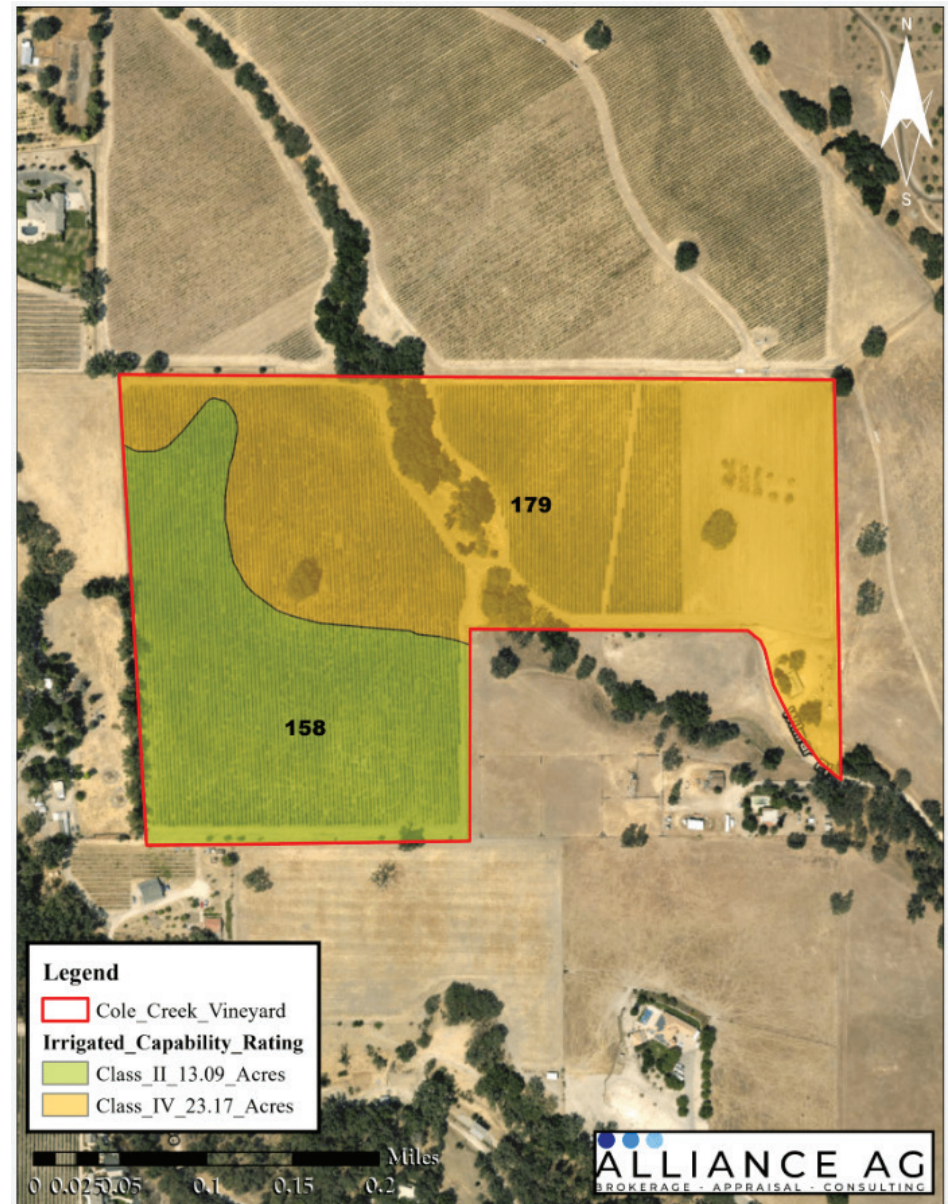 N
S
179
158
Legend
Cole_Creek_Vineyard
Irrigated_Capability_Rating
Class_II_13.09_Acres
Class_IV_23.17_Acres
Miles
0 0.025 0.05 0.1 0.15 0.2
ALLIANCE AG
BROKERAGE - APPRAISAL - CONSULTING